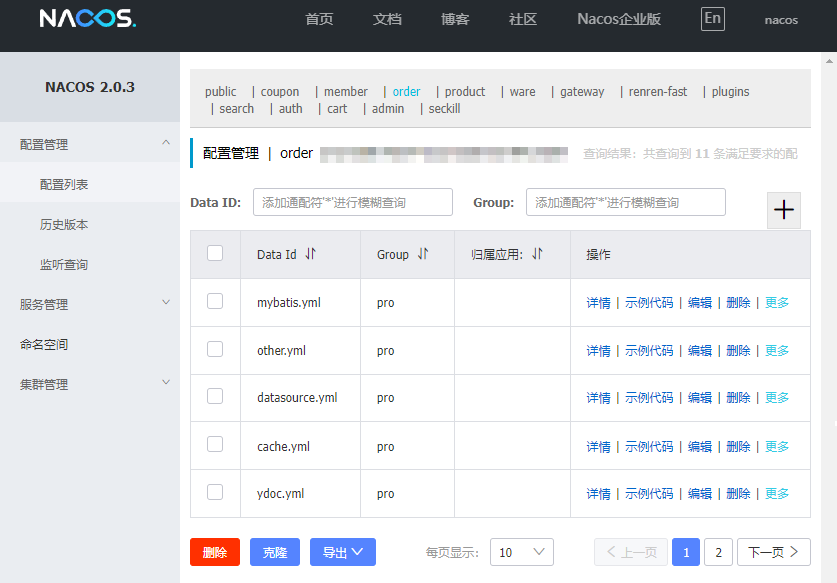 NACOS.
首页 文档 博客 社区 Nacos企业版 En nacos
NACOS 2.0.3
配置管理
配置列表
历史版本
监听查询
服务管理
命名空间
集群管理
public | coupon | member | order | product | ware | gateway | renren-fast | plugins
| search | auth | cart | admin | seckill
配置管理 | order 查询结果：共查询到 11 条满足要求的配
Data ID: 添加通配符'*'进行模糊查询 Group: 添加通配符'*'进行模糊查询
Data Id Group 归属应用: 操作
mybatis.yml pro 详情 | 示例代码 | 编辑 | 删除 | 更多
other.yml pro 详情 | 示例代码 | 编辑 | 删除 | 更多
datasource.yml pro 详情 | 示例代码 | 编辑 | 删除 | 更多
cache.yml pro 详情 | 示例代码 | 编辑 | 删除 | 更多
ydoc.yml pro 详情 | 示例代码 | 编辑 | 删除 | 更多
删除 克隆 导出 每页显示: 10 上一页 1 2 下一页